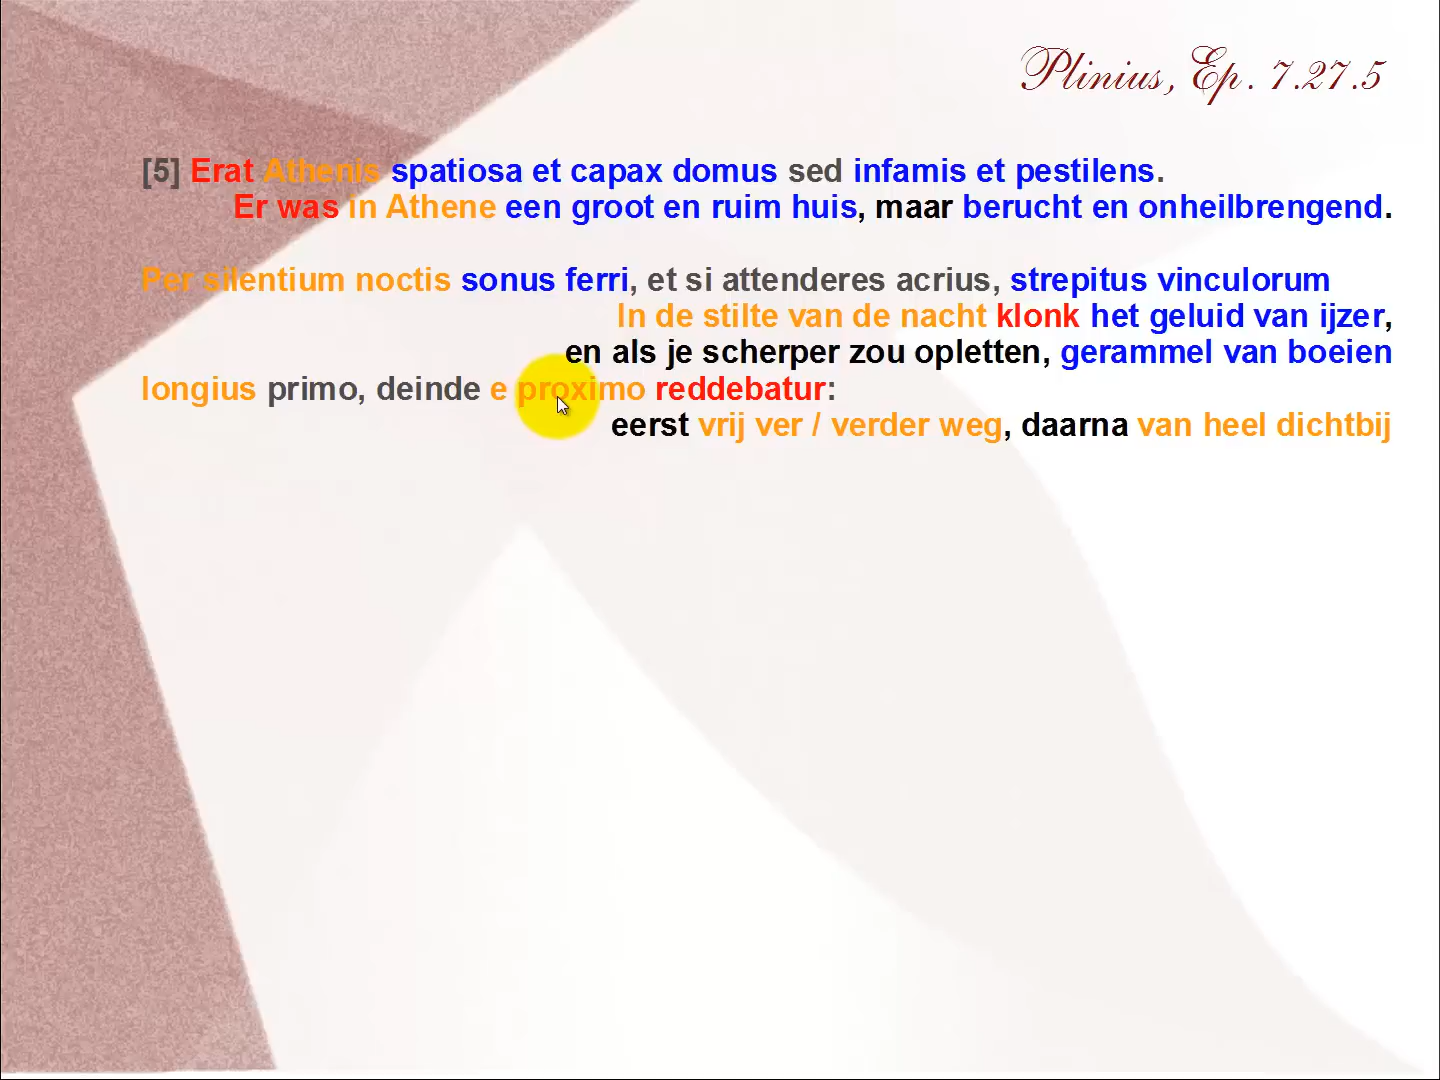 Plinius, Ep. 7.27.5
[5] Erat Athenis spatiosa et capax domus sed infamis et pestilens.
Er was in Athene een groot en ruim huis, maar berucht en onheilbrengend.
Per silentium noctis sonus ferri, et si attenderes acrius, strepitus vinculorum
In de stilte van de nacht klonk het geluid van ijzer,
en als je scherper zou opletten, gerammel van boeien
longius primo, deinde e proximo reddebatur:
eerst vrij ver / verder weg, daarna van heel dichtbij